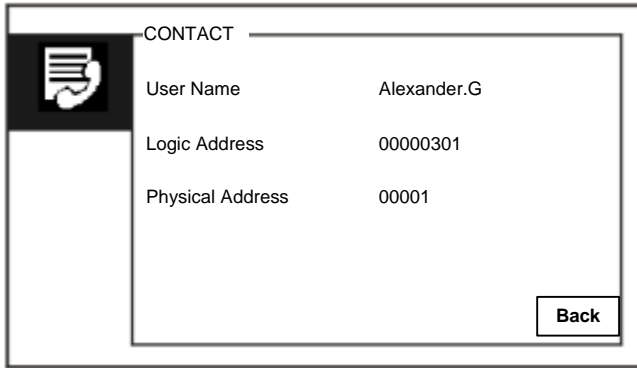 CONTACT
User Name Alexander.G
Logic Address 00000301
Physical Address 00001
Back